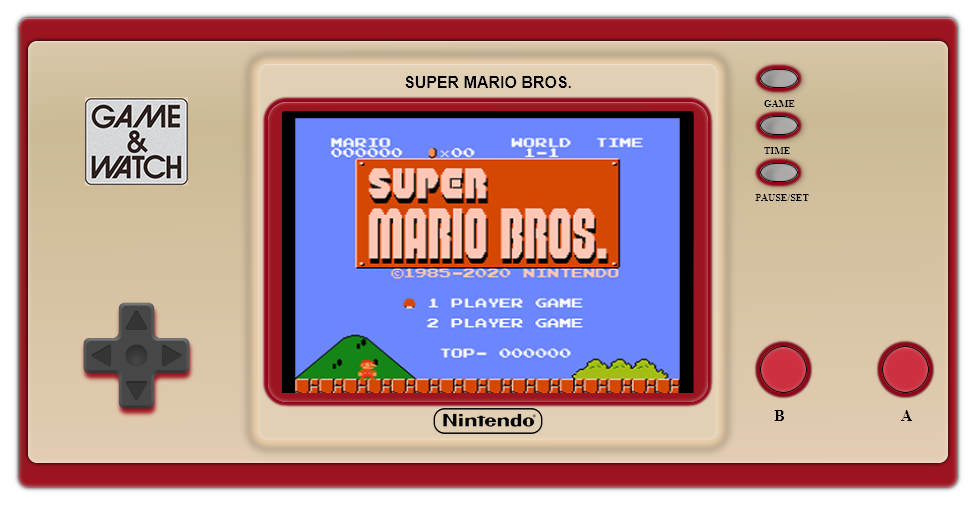 SUPER MARIO BROS.
GAME
&
WATCH
GAME
TIME
PAUSE/SET
MARIO WORLD TIME
000000 ×00 1-1
SUPER
MARIO BROS.
©1985-2020 NINTENDO
1 PLAYER GAME
2 PLAYER GAME
TOP- 000000
Nintendo®
B A